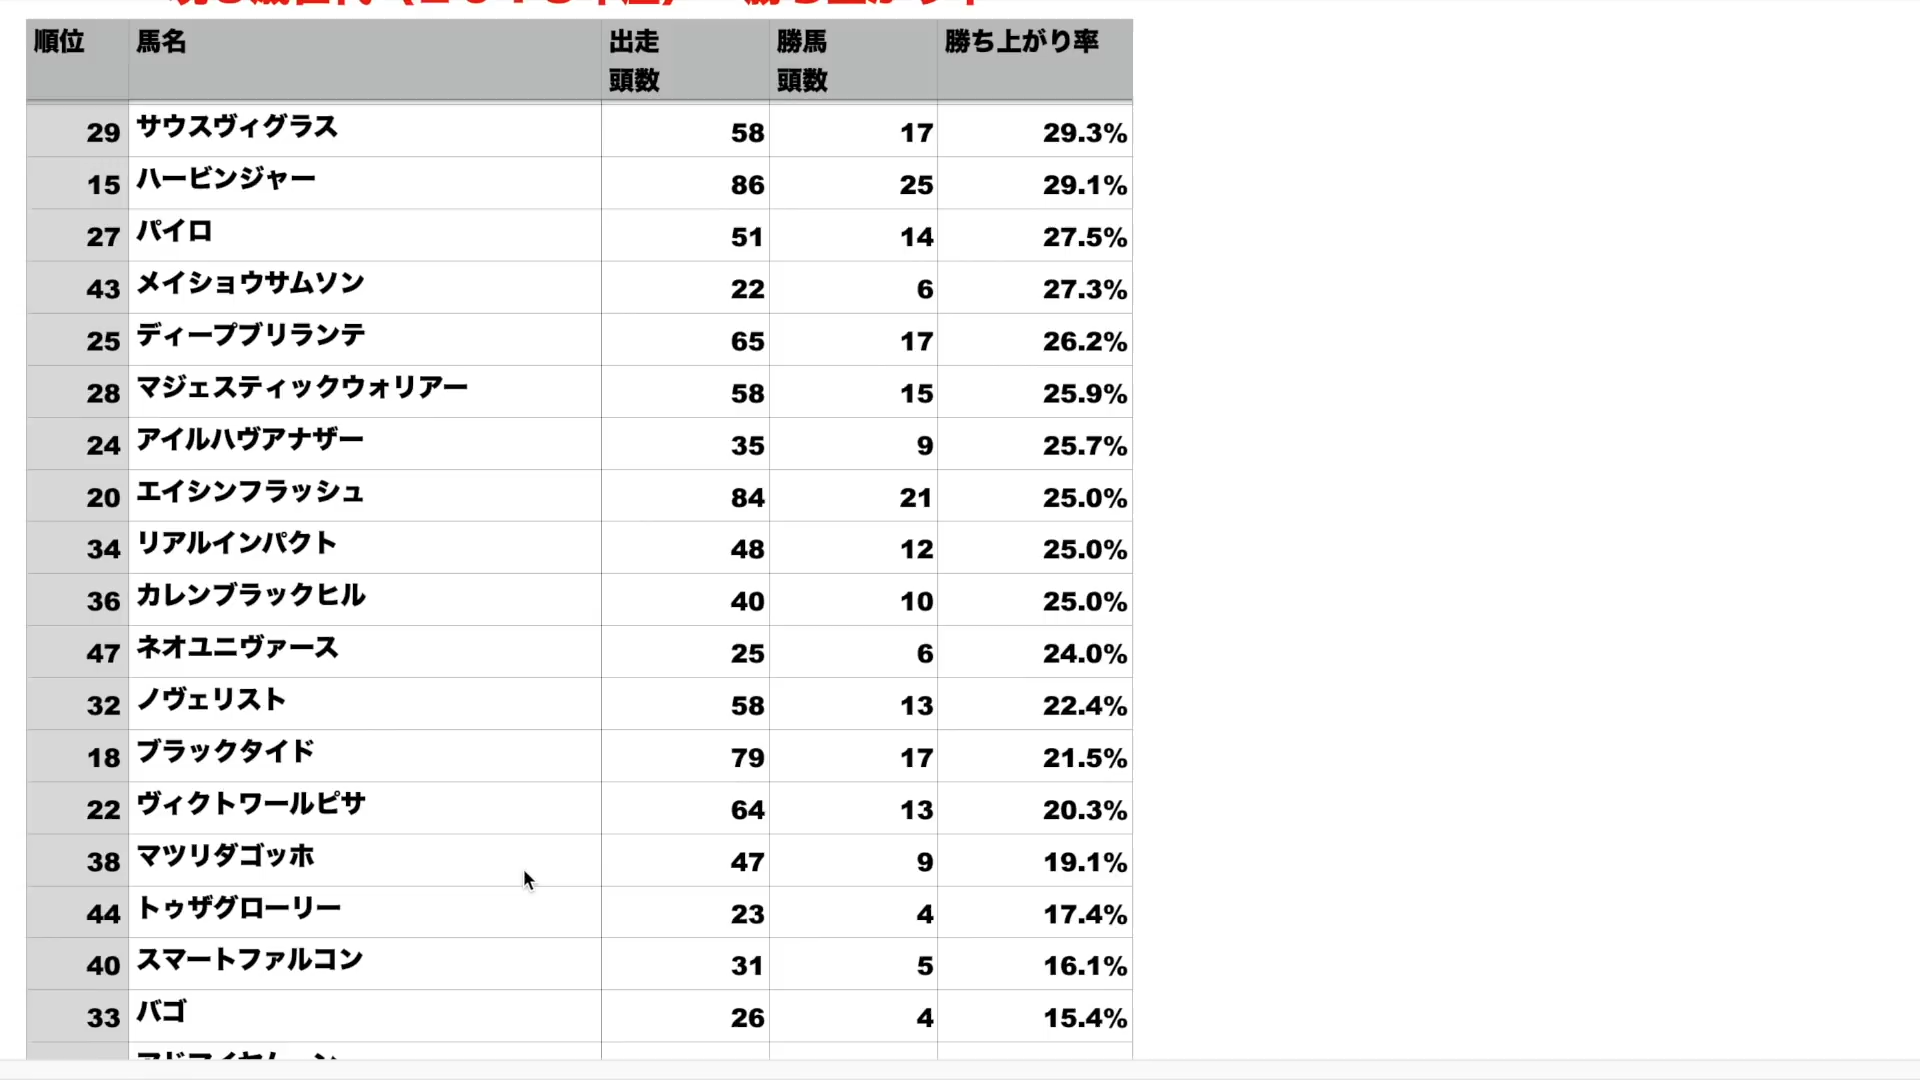 順位 馬名 出走頭数 勝馬頭数 勝ち上がり率
29 サウスヴィグラス 58 17 29.3%
15 ハービンジャー 86 25 29.1%
27 パイロ 51 14 27.5%
43 メイショウサムソン 22 6 27.3%
25 ディープブリランテ 65 17 26.2%
28 マジェスティックウォリアー 58 15 25.9%
24 アイルハヴアナザー 35 9 25.7%
20 エイシンフラッシュ 84 21 25.0%
34 リアルインパクト 48 12 25.0%
36 カレンブラックヒル 40 10 25.0%
47 ネオユニヴァース 25 6 24.0%
32 ノヴェリスト 58 13 22.4%
18 ブラックタイド 79 17 21.5%
22 ヴィクトワールピサ 64 13 20.3%
38 マツリダゴッホ 47 9 19.1%
44 トゥザグローリー 23 4 17.4%
40 スマートファルコン 31 5 16.1%
33 バゴ 26 4 15.4%